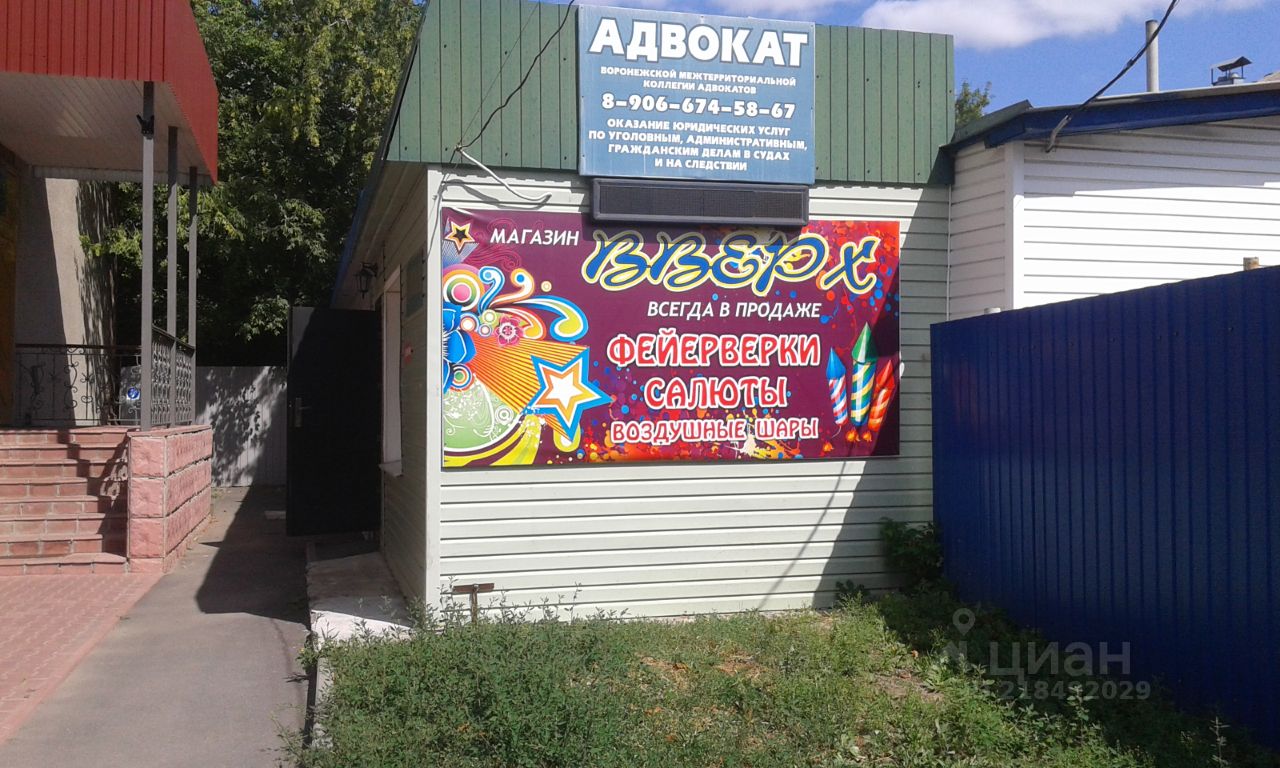 АДВОКАТ
ВОРОНЕЖСКОЙ МЕЖТЕРРИТОРИАЛЬНОЙ
КОЛЛЕГИИ АДВОКАТОВ
8-906-674-58-67
ОКАЗАНИЕ ЮРИДИЧЕСКИХ УСЛУГ
ПО УГОЛОВНЫМ, АДМИНИСТРАТИВНЫМ,
ГРАЖДАНСКИМ ДЕЛАМ В СУДАХ
И НА СЛЕДСТВИИ
МАГАЗИН ВВЕРХ
ВСЕГДА В ПРОДАЖЕ
ФЕЙЕРВЕРКИ
САЛЮТЫ
ВОЗДУШНЫЕ ШАРЫ
циан